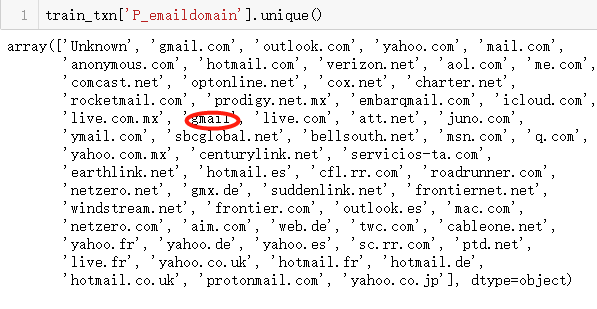 1 train_txn['P_emaildomain'].unique()
array(['Unknown', 'gmail.com', 'outlook.com', 'yahoo.com', 'mail.com',
'anonymous.com', 'hotmail.com', 'verizon.net', 'aol.com', 'me.com',
'comcast.net', 'optonline.net', 'cox.net', 'charter.net',
'rocketmail.com', 'prodigy.net.mx', 'embarqmail.com', 'icloud.com',
'live.com.mx', 'gmail', 'live.com', 'att.net', 'juno.com',
'ymail.com', 'sbcglobal.net', 'bellsouth.net', 'msn.com', 'q.com',
'yahoo.com.mx', 'centurylink.net', 'servicios-ta.com',
'earthlink.net', 'hotmail.es', 'cfl.rr.com', 'roadrunner.com',
'netzero.net', 'gmx.de', 'suddenlink.net', 'frontiernet.net',
'windstream.net', 'frontier.com', 'outlook.es', 'mac.com',
'netzero.com', 'aim.com', 'web.de', 'twc.com', 'cableone.net',
'yahoo.fr', 'yahoo.de', 'yahoo.es', 'sc.rr.com', 'ptd.net',
'live.fr', 'yahoo.co.uk', 'hotmail.fr', 'hotmail.de',
'hotmail.co.uk', 'protonmail.com', 'yahoo.co.jp'], dtype=object)